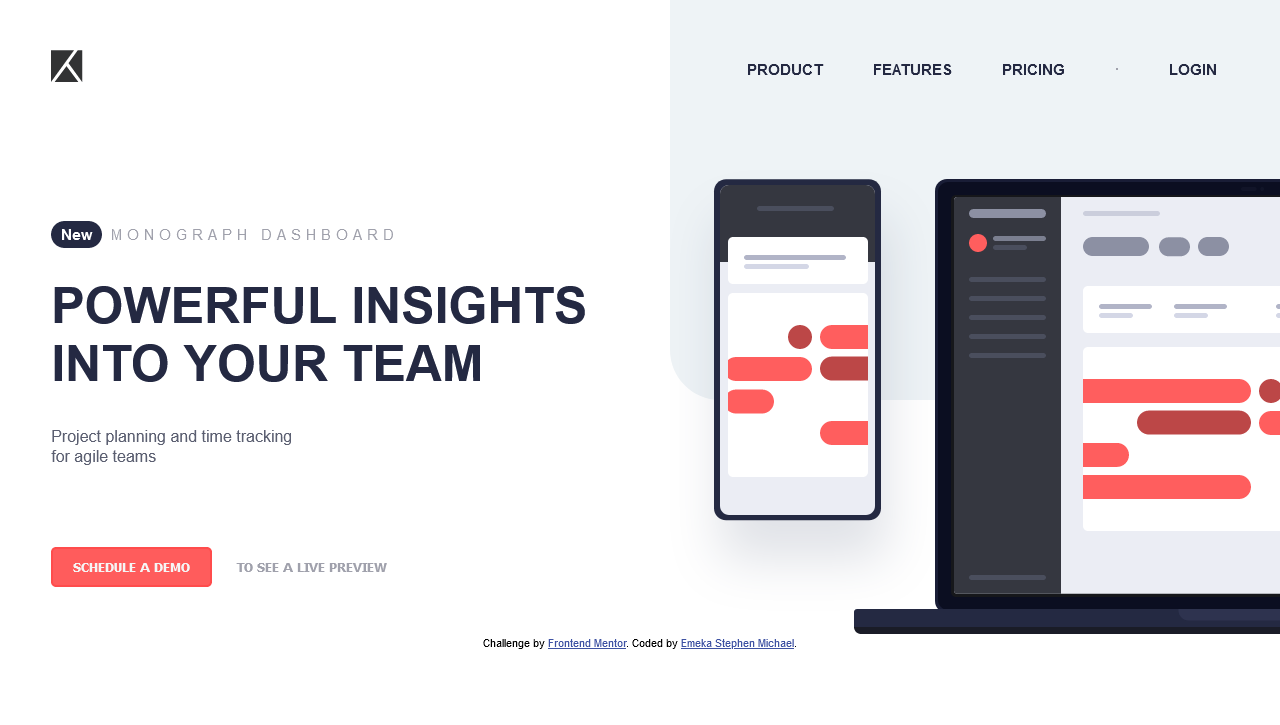 PRODUCT FEATURES PRICING · LOGIN
New MONOGRAPH DASHBOARD
POWERFUL INSIGHTS
INTO YOUR TEAM
Project planning and time tracking
for agile teams
SCHEDULE A DEMO TO SEE A LIVE PREVIEW
Challenge by Frontend Mentor. Coded by Emeka Stephen Michael.